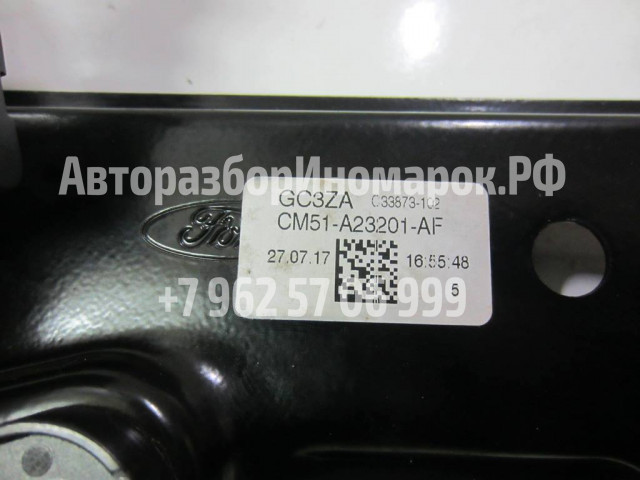 АвторазборИномарок.РФ
GC3ZA C33873-102
Ford
CM51-A23201-AF
27.07.17 16:55:48
+7 962 57 00 999
5